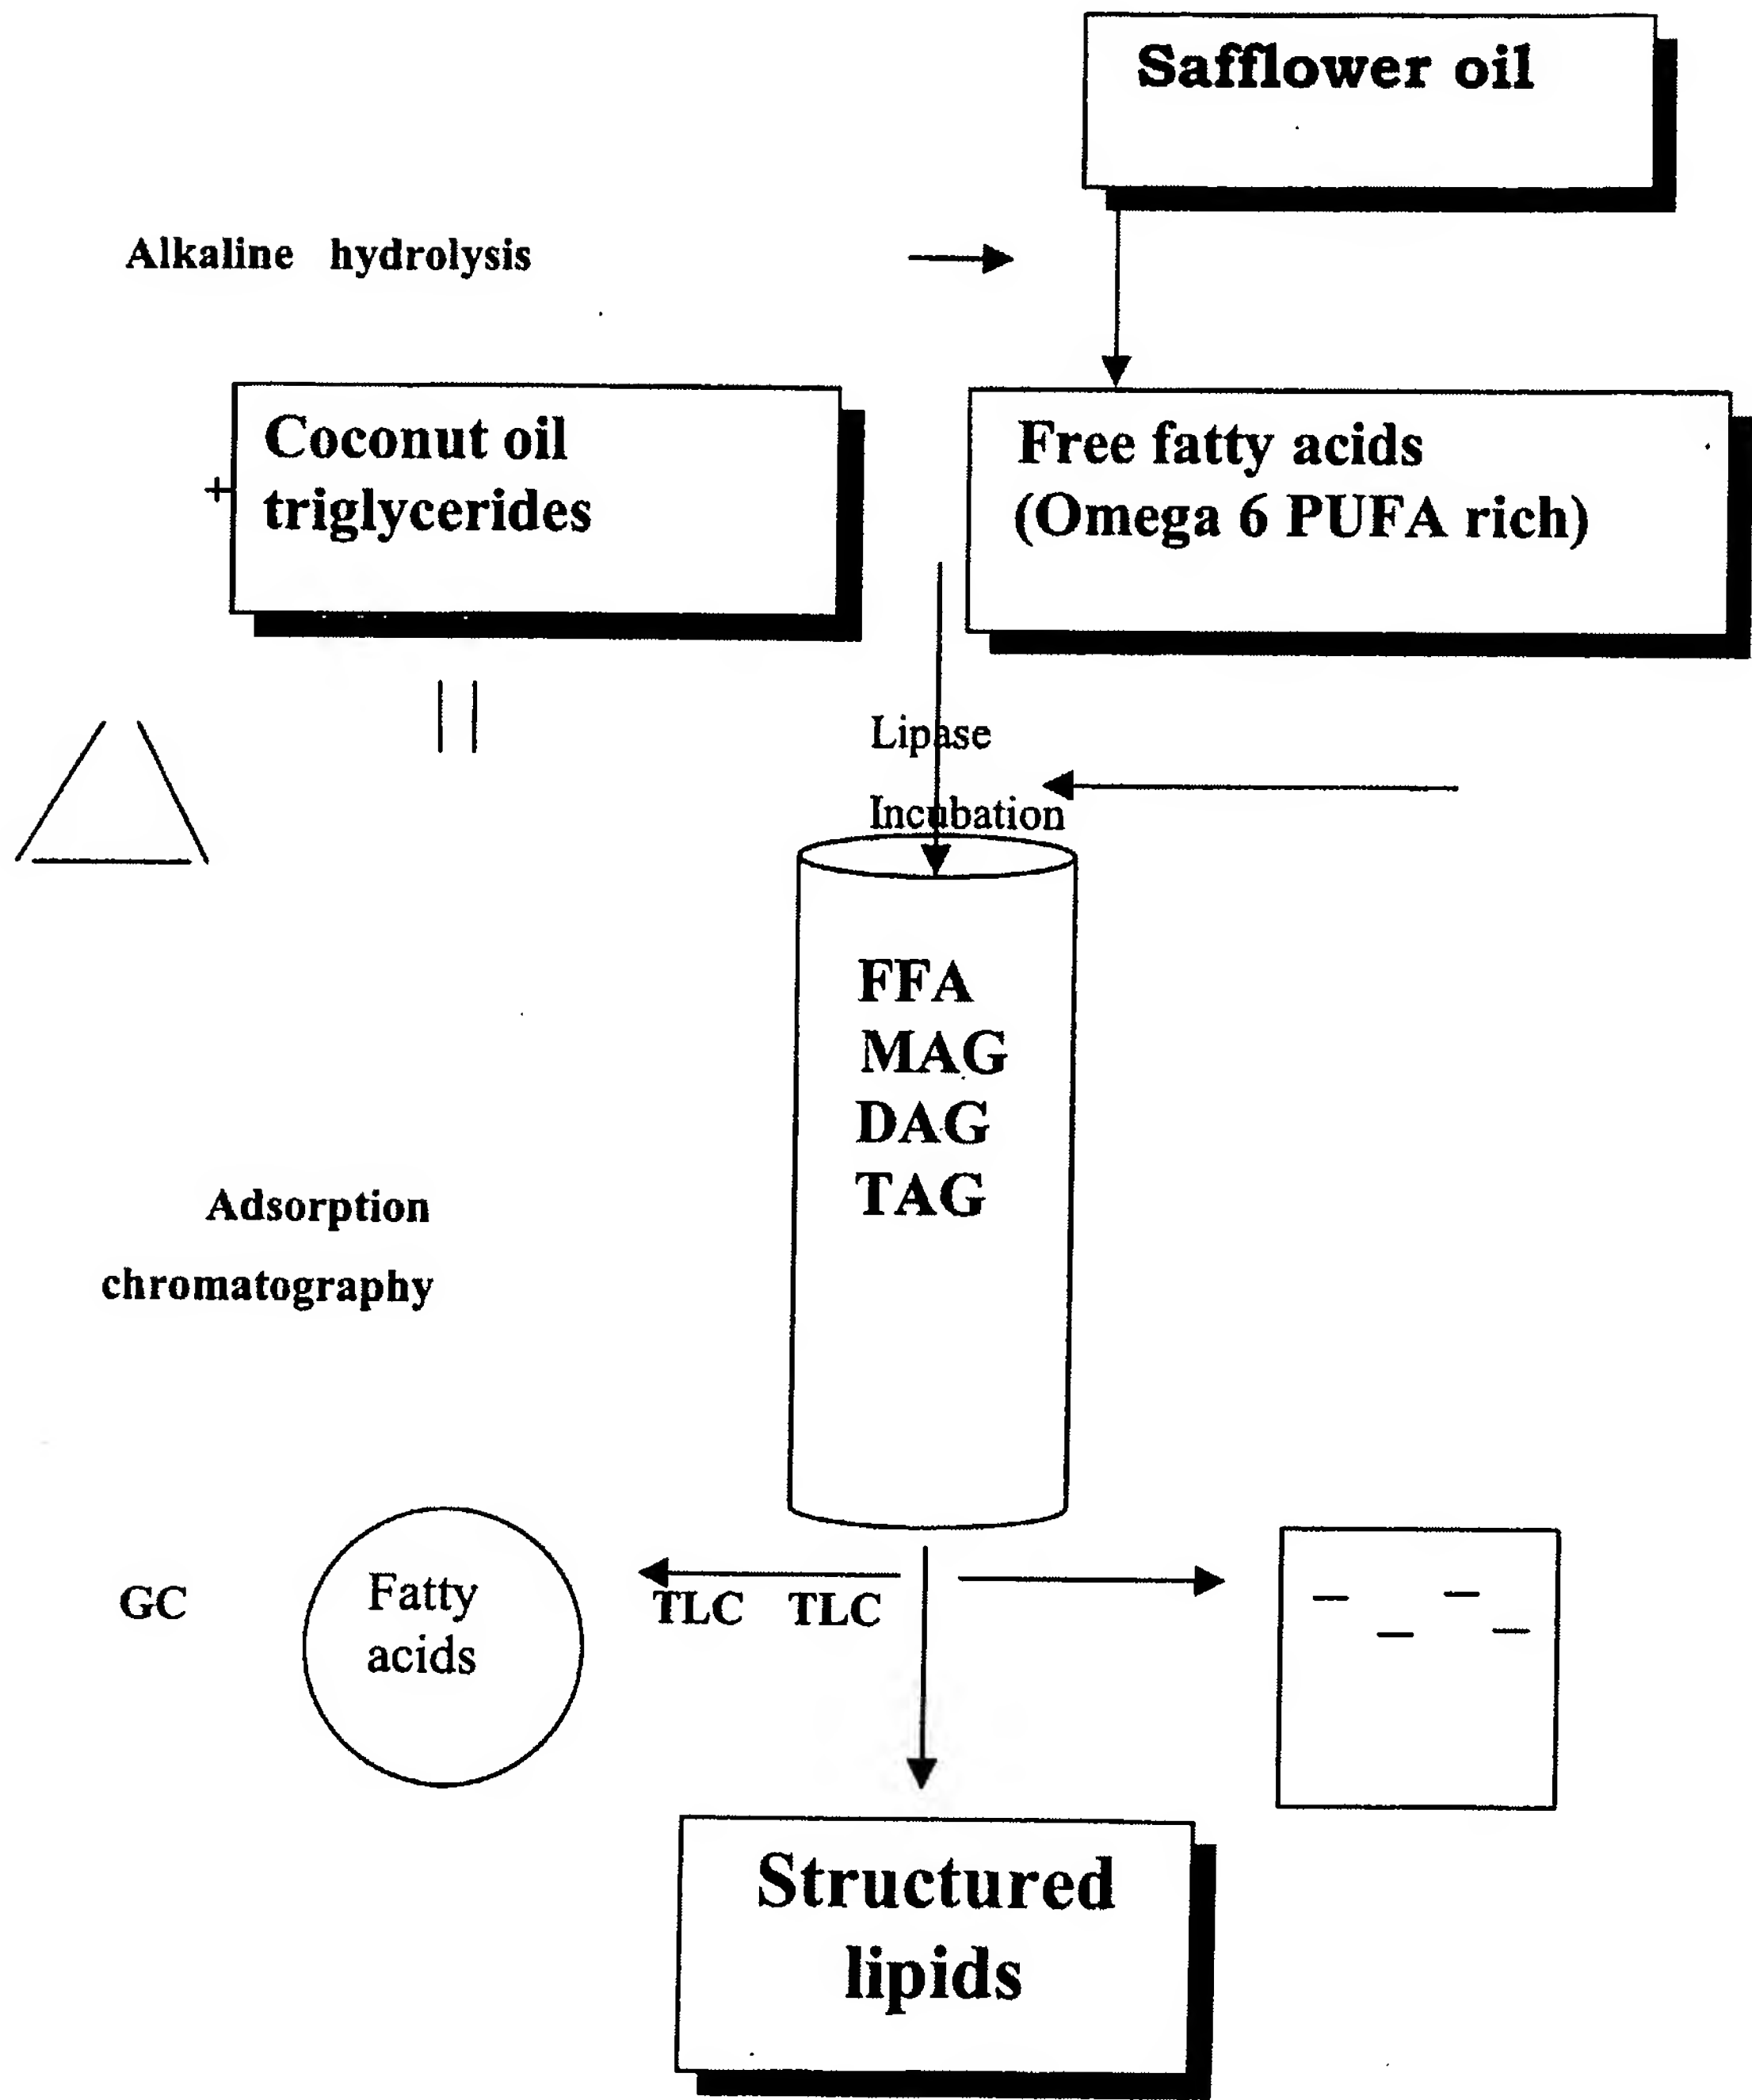 Safflower oil
Alkaline hydrolysis
+
Coconut oil
triglycerides
Free fatty acids
(Omega 6 PUFA rich)
Lipase
Incubation
FFA
MAG
DAG
TAG
Adsorption
chromatography
GC
Fatty
acids
TLC TLC
Structured
lipids